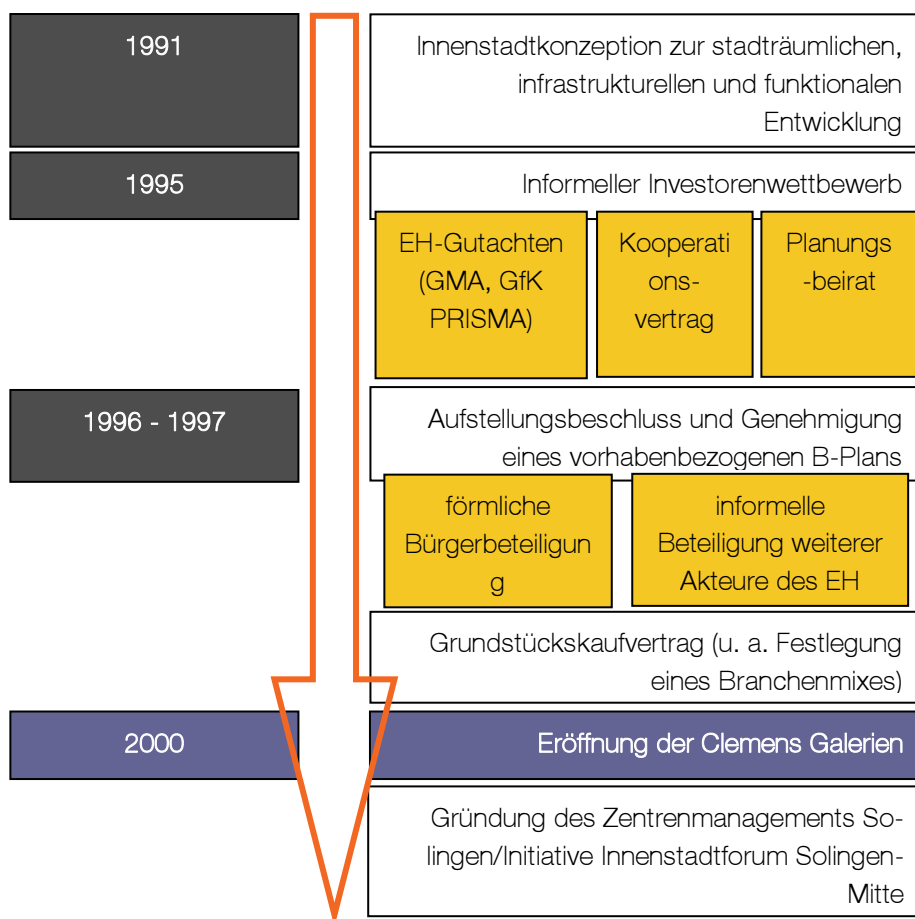 1991
Innenstadtkonzeption zur stadträumlichen,
infrastrukturellen und funktionalen
Entwicklung
1995
Informeller Investorenwettbewerb
EH-Gutachten
(GMA, GfK
PRISMA)
Kooperati
ons-
vertrag
Planungs
-beirat
1996 - 1997
Aufstellungsbeschluss und Genehmigung
eines vorhabenbezogenen B-Plans
förmliche
Bürgerbeteiligun
g
informelle
Beteiligung weiterer
Akteure des EH
Grundstückskaufvertrag (u. a. Festlegung
eines Branchenmixes)
2000
Eröffnung der Clemens Galerien
Gründung des Zentrenmanagements So-
lingen/Initiative Innenstadtforum Solingen-
Mitte